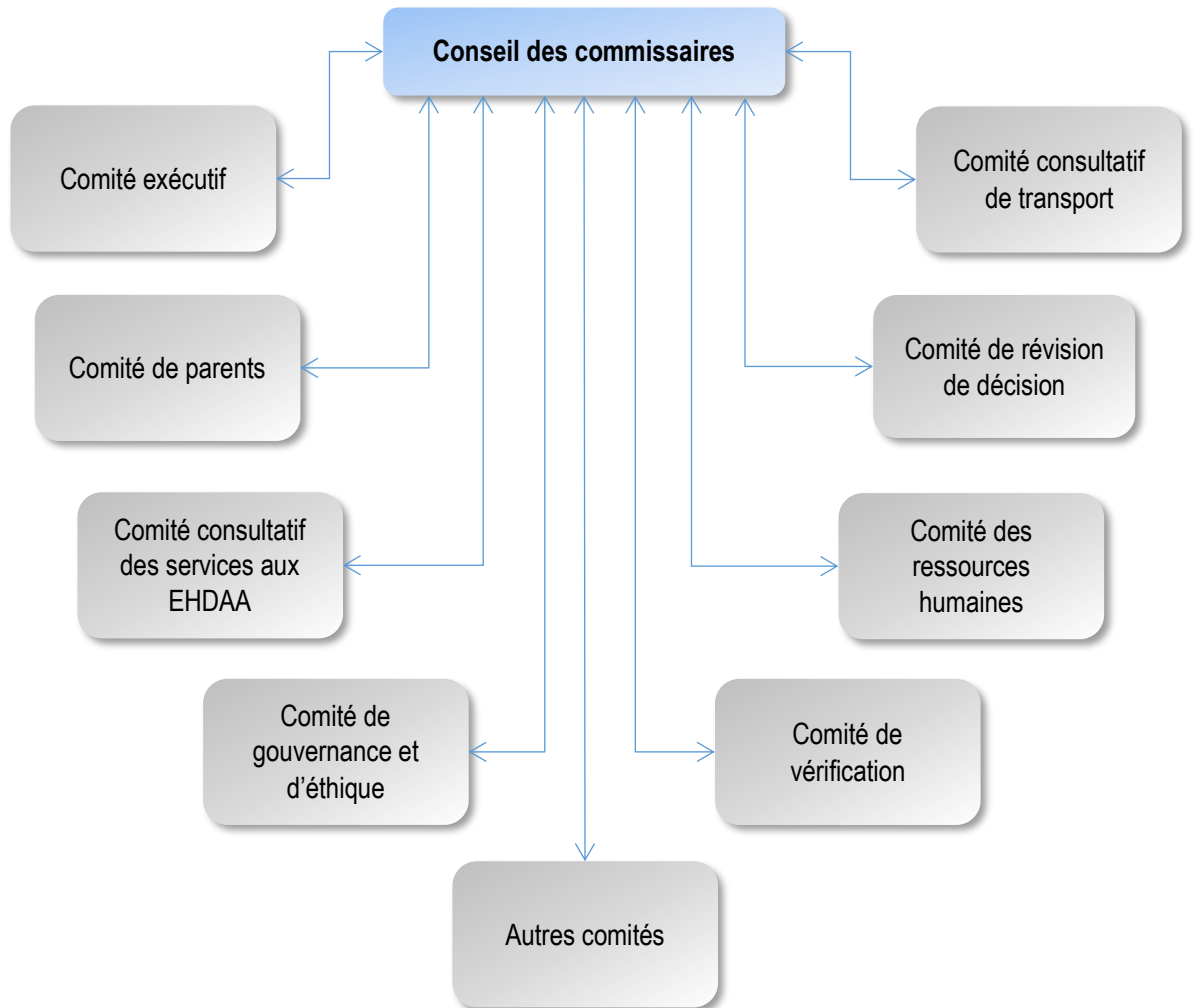 Conseil des commissaires
Comité exécutif
Comité consultatif
de transport
Comité de parents
Comité de révision
de décision
Comité consultatif
des services aux
EHDAA
Comité des
ressources
humaines
Comité de
gouvernance et
d’éthique
Comité de
vérification
Autres comités